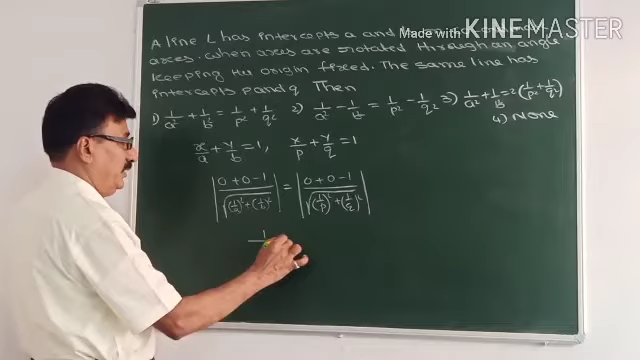 Made with KINEMASTER
A line L has intercepts a and
axes. when axes are rotated through an angle
keeping the origin fixed. The same line has
intercepts p and q Then
1) 1/a² + 1/b² = 1/p² + 1/q² 2) 1/a² - 1/b² = 1/p² - 1/q² 3) 1/a² + 1/b² = 2(1/p² + 1/q²)
4) None
x/a + y/b = 1, x/p + y/q = 1
|0+0-1 / √((1/a)² + (1/b)²)| = |0+0-1 / √((1/p)² + (1/q)²)|
1